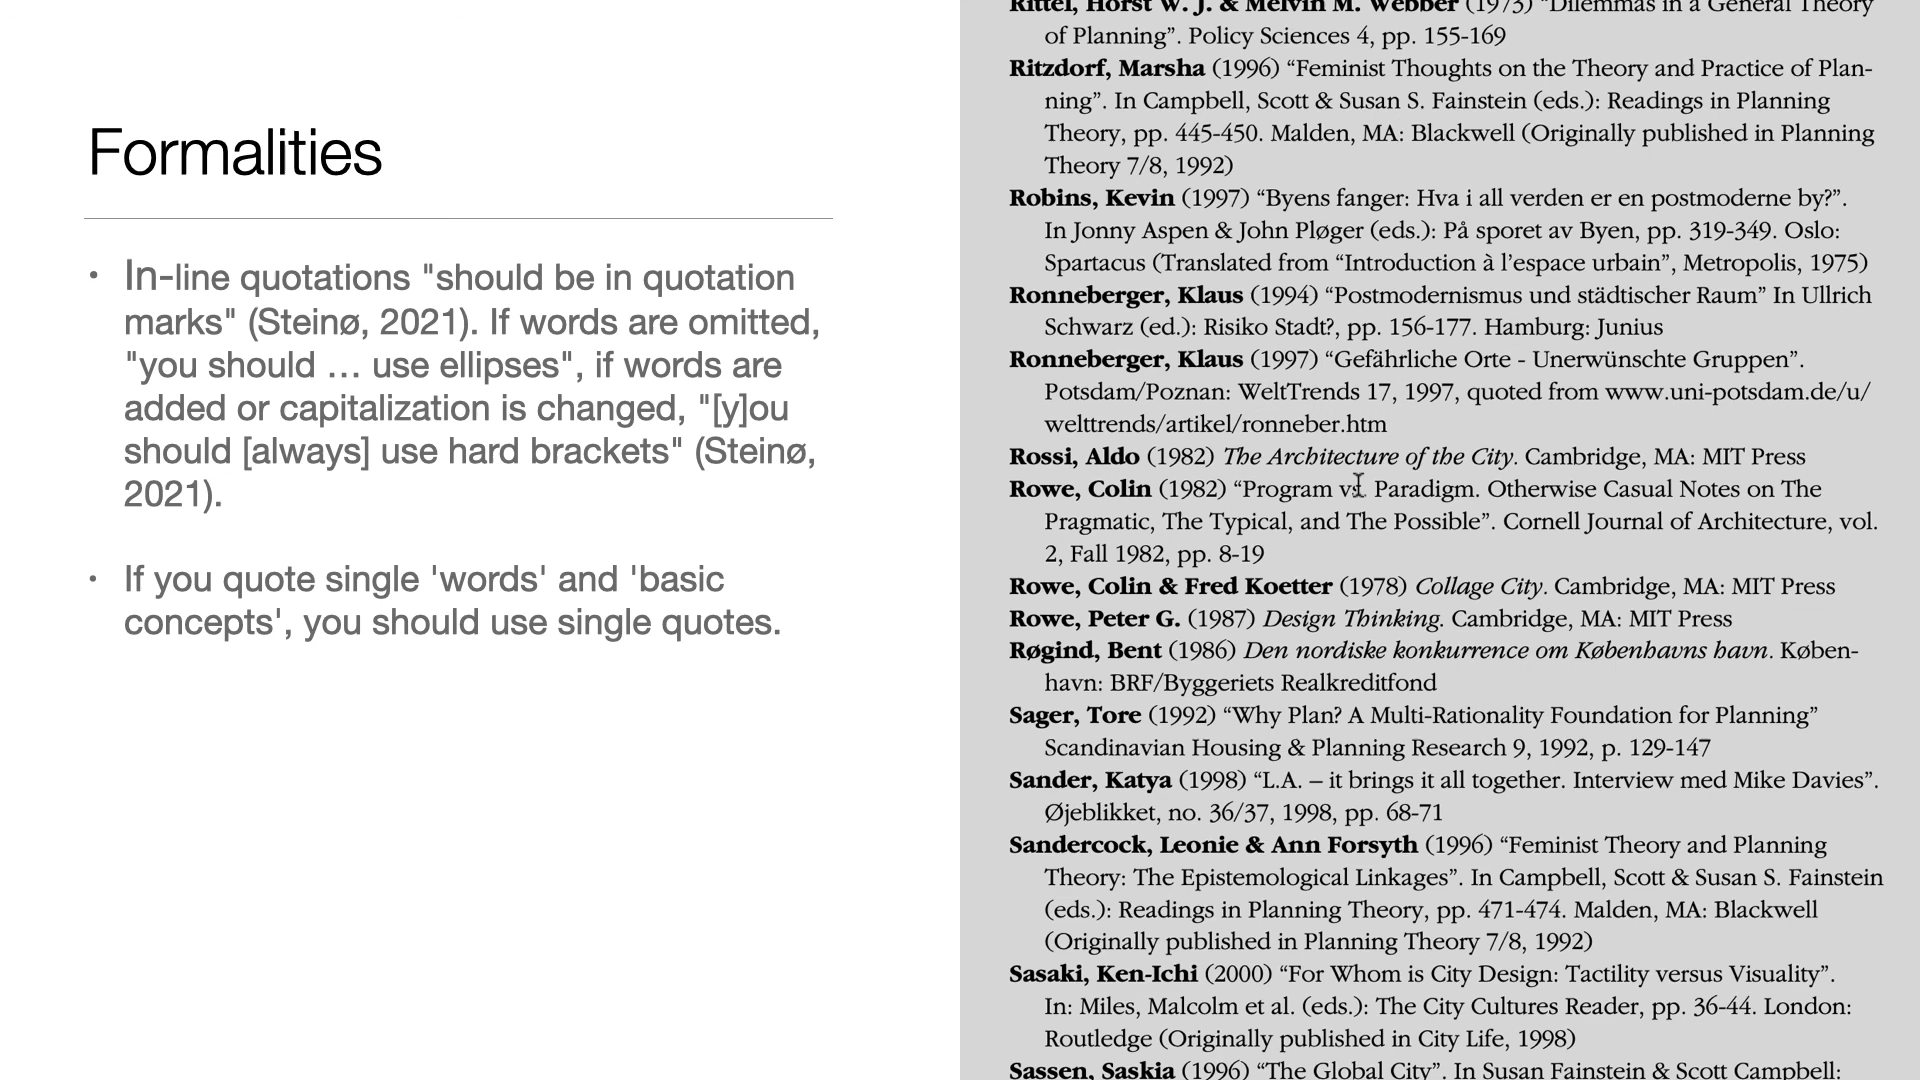 Formalities
• In-line quotations "should be in quotation
marks" (Steinø, 2021). If words are omitted,
"you should … use ellipses", if words are
added or capitalization is changed, "[y]ou
should [always] use hard brackets" (Steinø,
2021).
• If you quote single 'words' and 'basic
concepts', you should use single quotes.
Rittel, Horst W. J. & Melvin M. Webber (1973) “Dilemmas in a General Theory
of Planning”. Policy Sciences 4, pp. 155-169
Ritzdorf, Marsha (1996) “Feminist Thoughts on the Theory and Practice of Plan-
ning”. In Campbell, Scott & Susan S. Fainstein (eds.): Readings in Planning
Theory, pp. 445-450. Malden, MA: Blackwell (Originally published in Planning
Theory 7/8, 1992)
Robins, Kevin (1997) “Byens fanger: Hva i all verden er en postmoderne by?”.
In Jonny Aspen & John Pløger (eds.): På sporet av Byen, pp. 319-349. Oslo:
Spartacus (Translated from “Introduction à l’espace urbain”, Metropolis, 1975)
Ronneberger, Klaus (1994) “Postmodernismus und städtischer Raum” In Ullrich
Schwarz (ed.): Risiko Stadt?, pp. 156-177. Hamburg: Junius
Ronneberger, Klaus (1997) “Gefährliche Orte - Unerwünschte Gruppen”.
Potsdam/Poznan: WeltTrends 17, 1997, quoted from www.uni-potsdam.de/u/
welttrends/artikel/ronneber.htm
Rossi, Aldo (1982) The Architecture of the City. Cambridge, MA: MIT Press
Rowe, Colin (1982) “Program Paradigm. Otherwise Casual Notes on The
Pragmatic, The Typical, and The Possible”. Cornell Journal of Architecture, vol.
2, Fall 1982, pp. 8-19
Rowe, Colin & Fred Koetter (1978) Collage City. Cambridge, MA: MIT Press
Rowe, Peter G. (1987) Design Thinking. Cambridge, MA: MIT Press
Røgind, Bent (1986) Den nordiske konkurrence om Københavns havn. Køben-
havn: BRF/Byggeriets Realkreditfond
Sager, Tore (1992) “Why Plan? A Multi-Rationality Foundation for Planning”
Scandinavian Housing & Planning Research 9, 1992, p. 129-147
Sander, Katya (1998) “L.A. – it brings it all together. Interview med Mike Davies”.
Øjeblikket, no. 36/37, 1998, pp. 68-71
Sandercock, Leonie & Ann Forsyth (1996) “Feminist Theory and Planning
Theory: The Epistemological Linkages”. In Campbell, Scott & Susan S. Fainstein
(eds.): Readings in Planning Theory, pp. 471-474. Malden, MA: Blackwell
(Originally published in Planning Theory 7/8, 1992)
Sasaki, Ken-Ichi (2000) “For Whom is City Design: Tactility versus Visuality”.
In: Miles, Malcolm et al. (eds.): The City Cultures Reader, pp. 36-44. London:
Routledge (Originally published in City Life, 1998)
Sassen, Saskia (1996) “The Global City”. In Susan Fainstein & Scott Campbell: